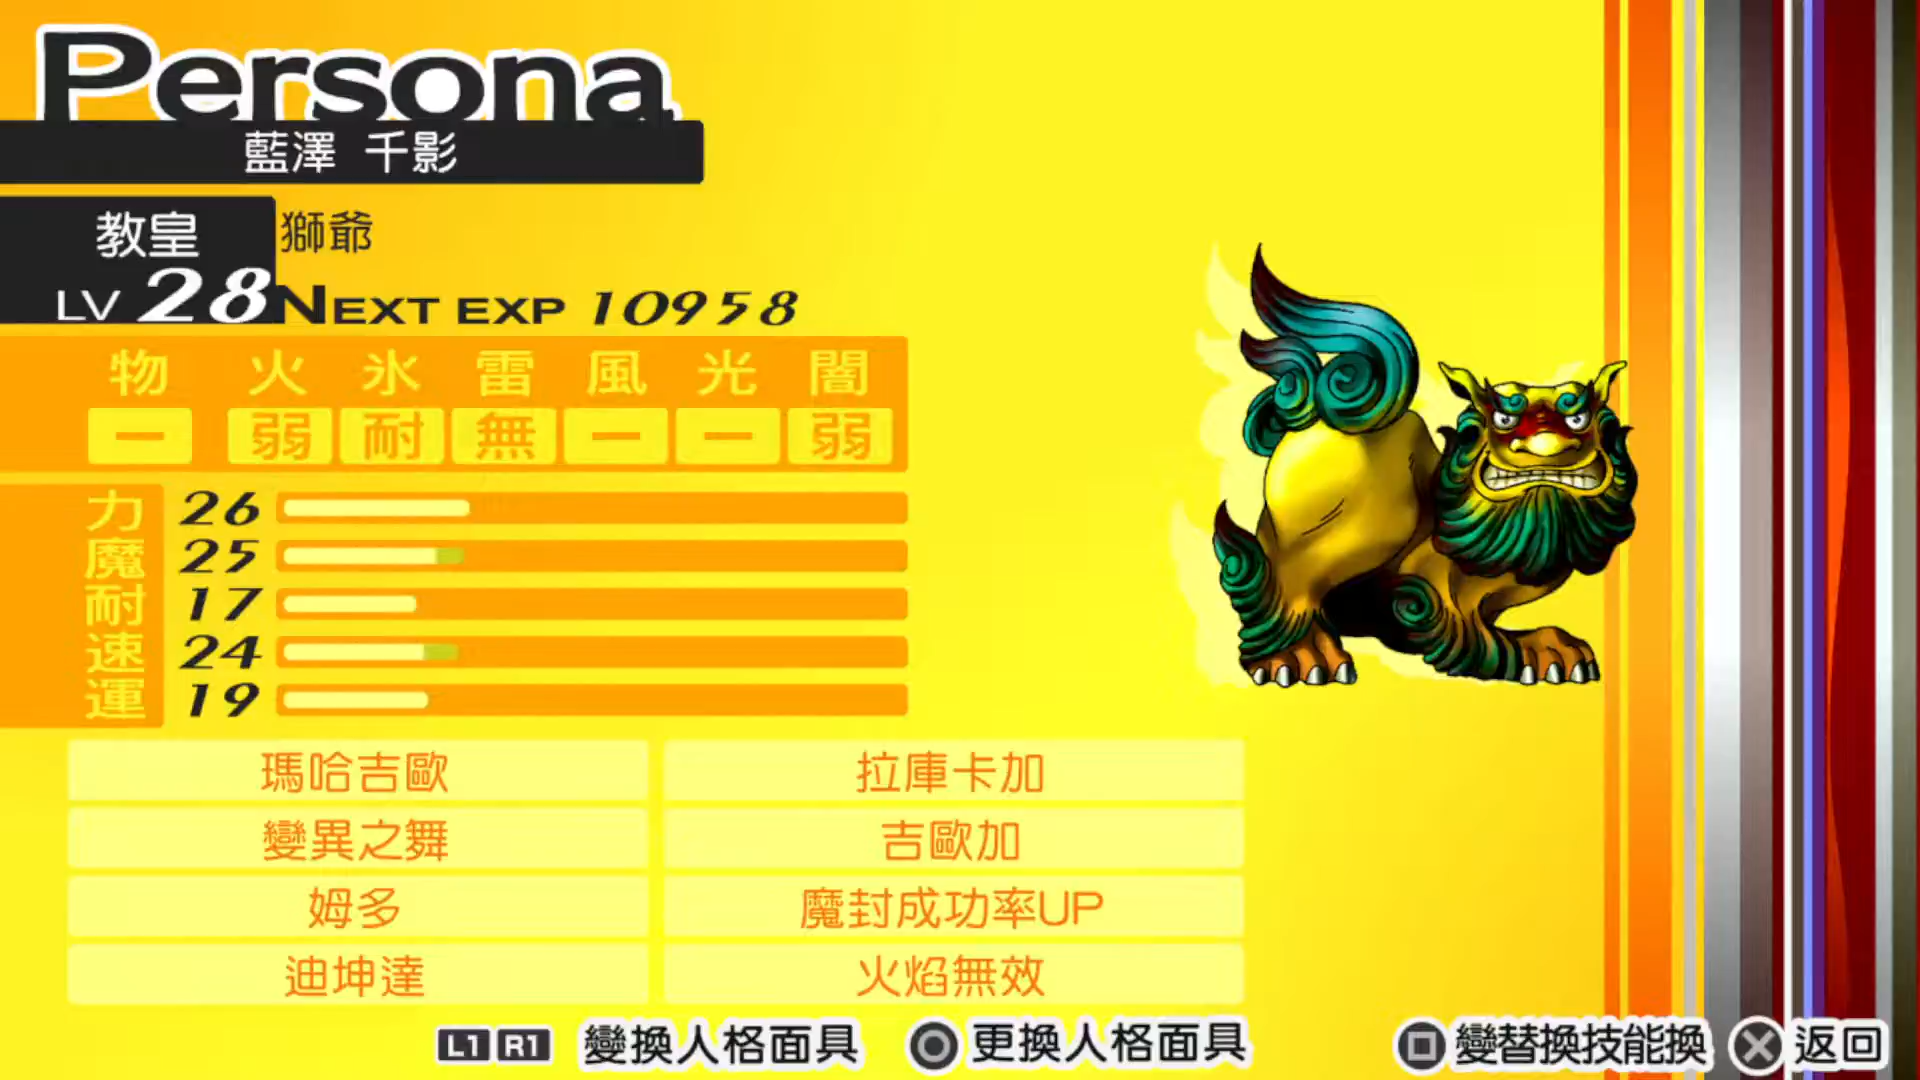 Persona
藍澤 千影
教皇 獅爺
LV 28 NEXT EXP 10958
物 火 氷 雷 風 光 闇
一 弱 耐 無 一 一 弱
力 26
魔 25
耐 17
速 24
運 19
瑪哈吉歐 拉庫卡加
變異之舞 吉歐加
姆多 魔封成功率UP
迪坤達 火焰無效
L1 R1 變換人格面具 更換人格面具 變替換技能換 返回